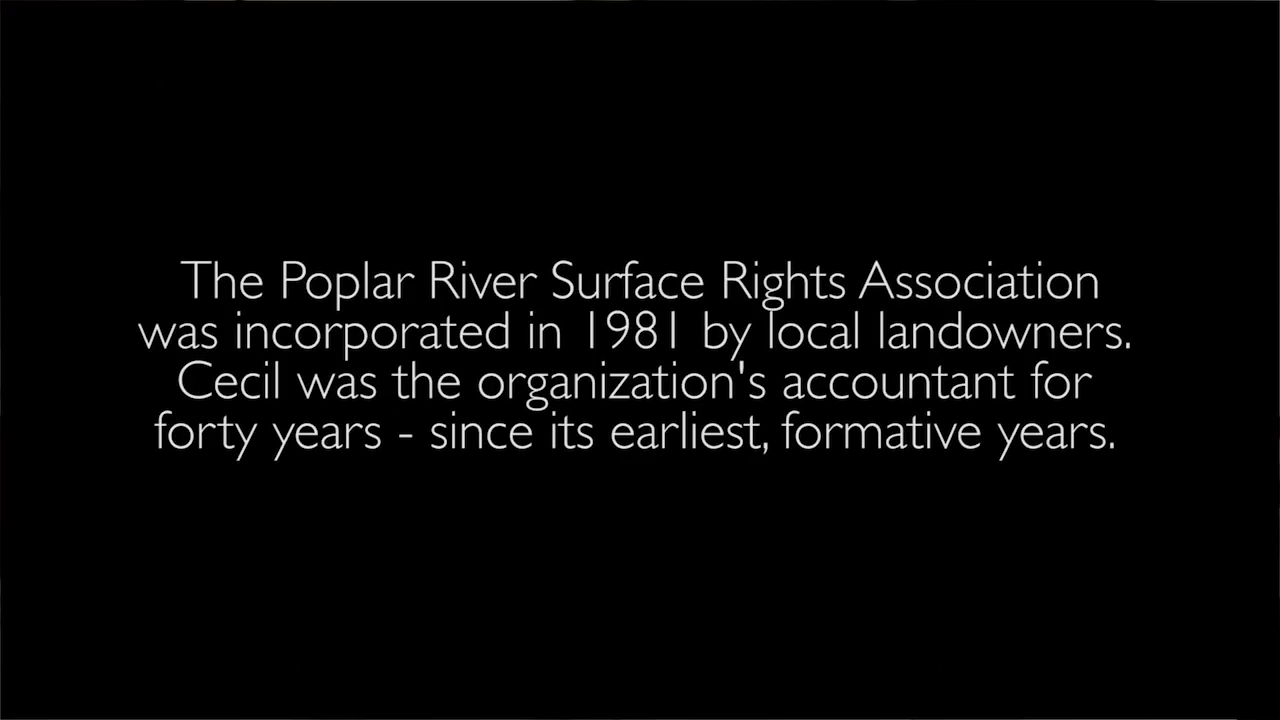 The Poplar River Surface Rights Association
was incorporated in 1981 by local landowners.
Cecil was the organization's accountant for
forty years - since its earliest, formative years.